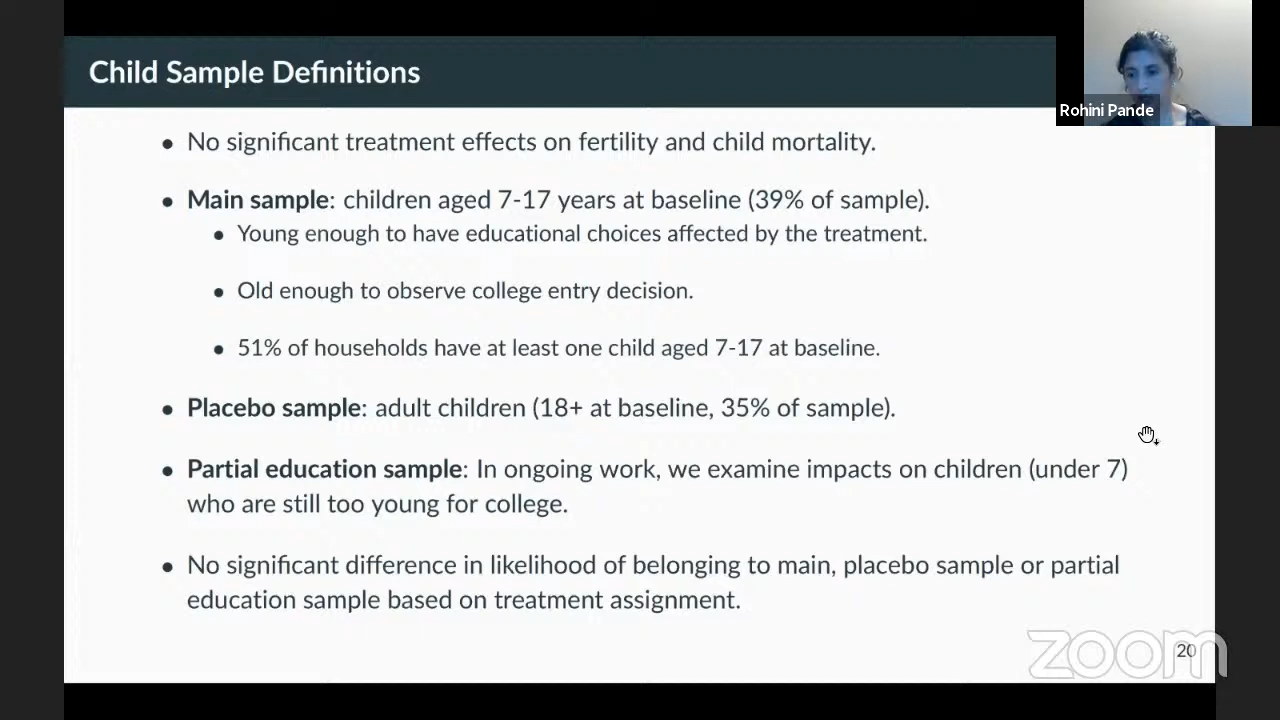 Child Sample Definitions
Rohini Pande
• No significant treatment effects on fertility and child mortality.
• Main sample: children aged 7-17 years at baseline (39% of sample).
• Young enough to have educational choices affected by the treatment.
• Old enough to observe college entry decision.
• 51% of households have at least one child aged 7-17 at baseline.
• Placebo sample: adult children (18+ at baseline, 35% of sample).
• Partial education sample: In ongoing work, we examine impacts on children (under 7)
who are still too young for college.
• No significant difference in likelihood of belonging to main, placebo sample or partial
education sample based on treatment assignment.
zoom
20